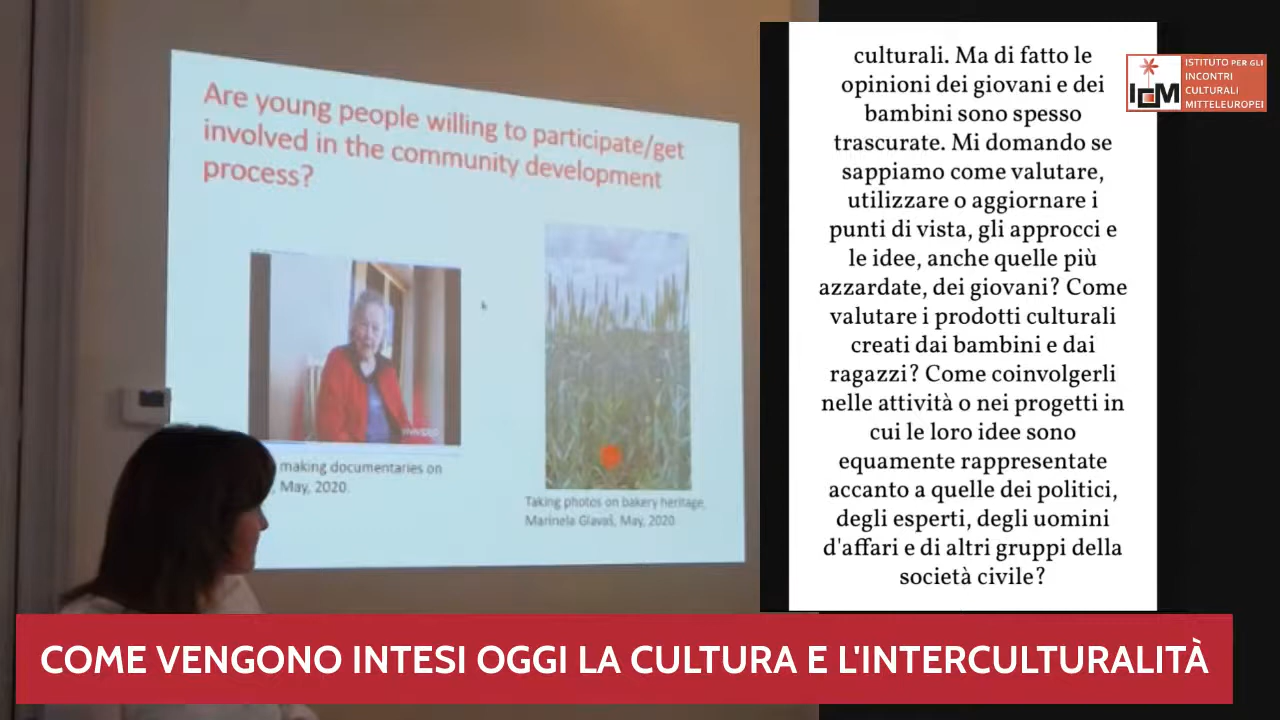 Are young people willing to participate/get
involved in the community development
process?
making documentaries on
, May, 2020.
Taking photos on bakery heritage,
Marinela Glavaš, May, 2020
culturali. Ma di fatto le
opinioni dei giovani e dei
bambini sono spesso
trascurate. Mi domando se
sappiamo come valutare,
utilizzare o aggiornare i
punti di vista, gli approcci e
le idee, anche quelle più
azzardate, dei giovani? Come
valutare i prodotti culturali
creati dai bambini e dai
ragazzi? Come coinvolgerli
nelle attività o nei progetti in
cui le loro idee sono
equamente rappresentate
accanto a quelle dei politici,
degli esperti, degli uomini
d'affari e di altri gruppi della
società civile?
ICM
ISTITUTO PER GLI
INCONTRI
CULTURALI
MITTELEUROPEI
COME VENGONO INTESI OGGI LA CULTURA E L'INTERCULTURALITÀ